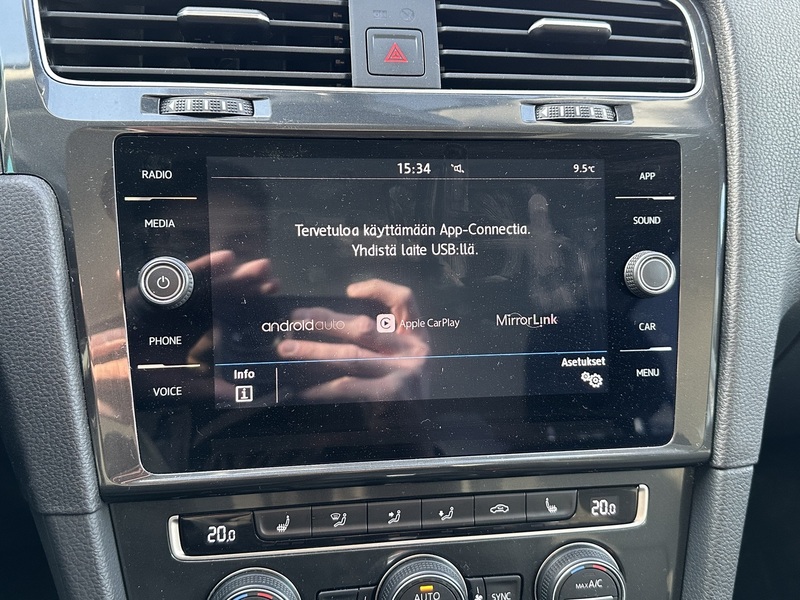 RADIO
MEDIA
PHONE
VOICE
15:34
9.5°C
Tervetuloa käyttämään App-Connectia.
Yhdistä laite USB:llä.
androidauto
Apple CarPlay
MirrorLink
Info
i
Asetukset
APP
SOUND
CAR
MENU
20.0
20.0
AUTO
SYNC
MAX A/C